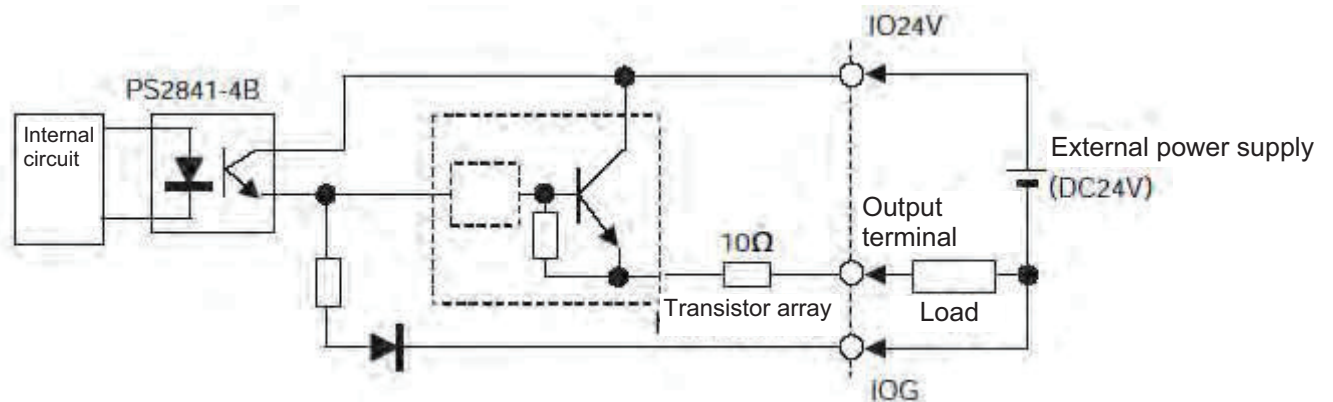 IO24V
PS2841-4B
Internal
circuit
External power supply
(DC24V)
Output
terminal
10Ω
Transistor array
Load
IOG